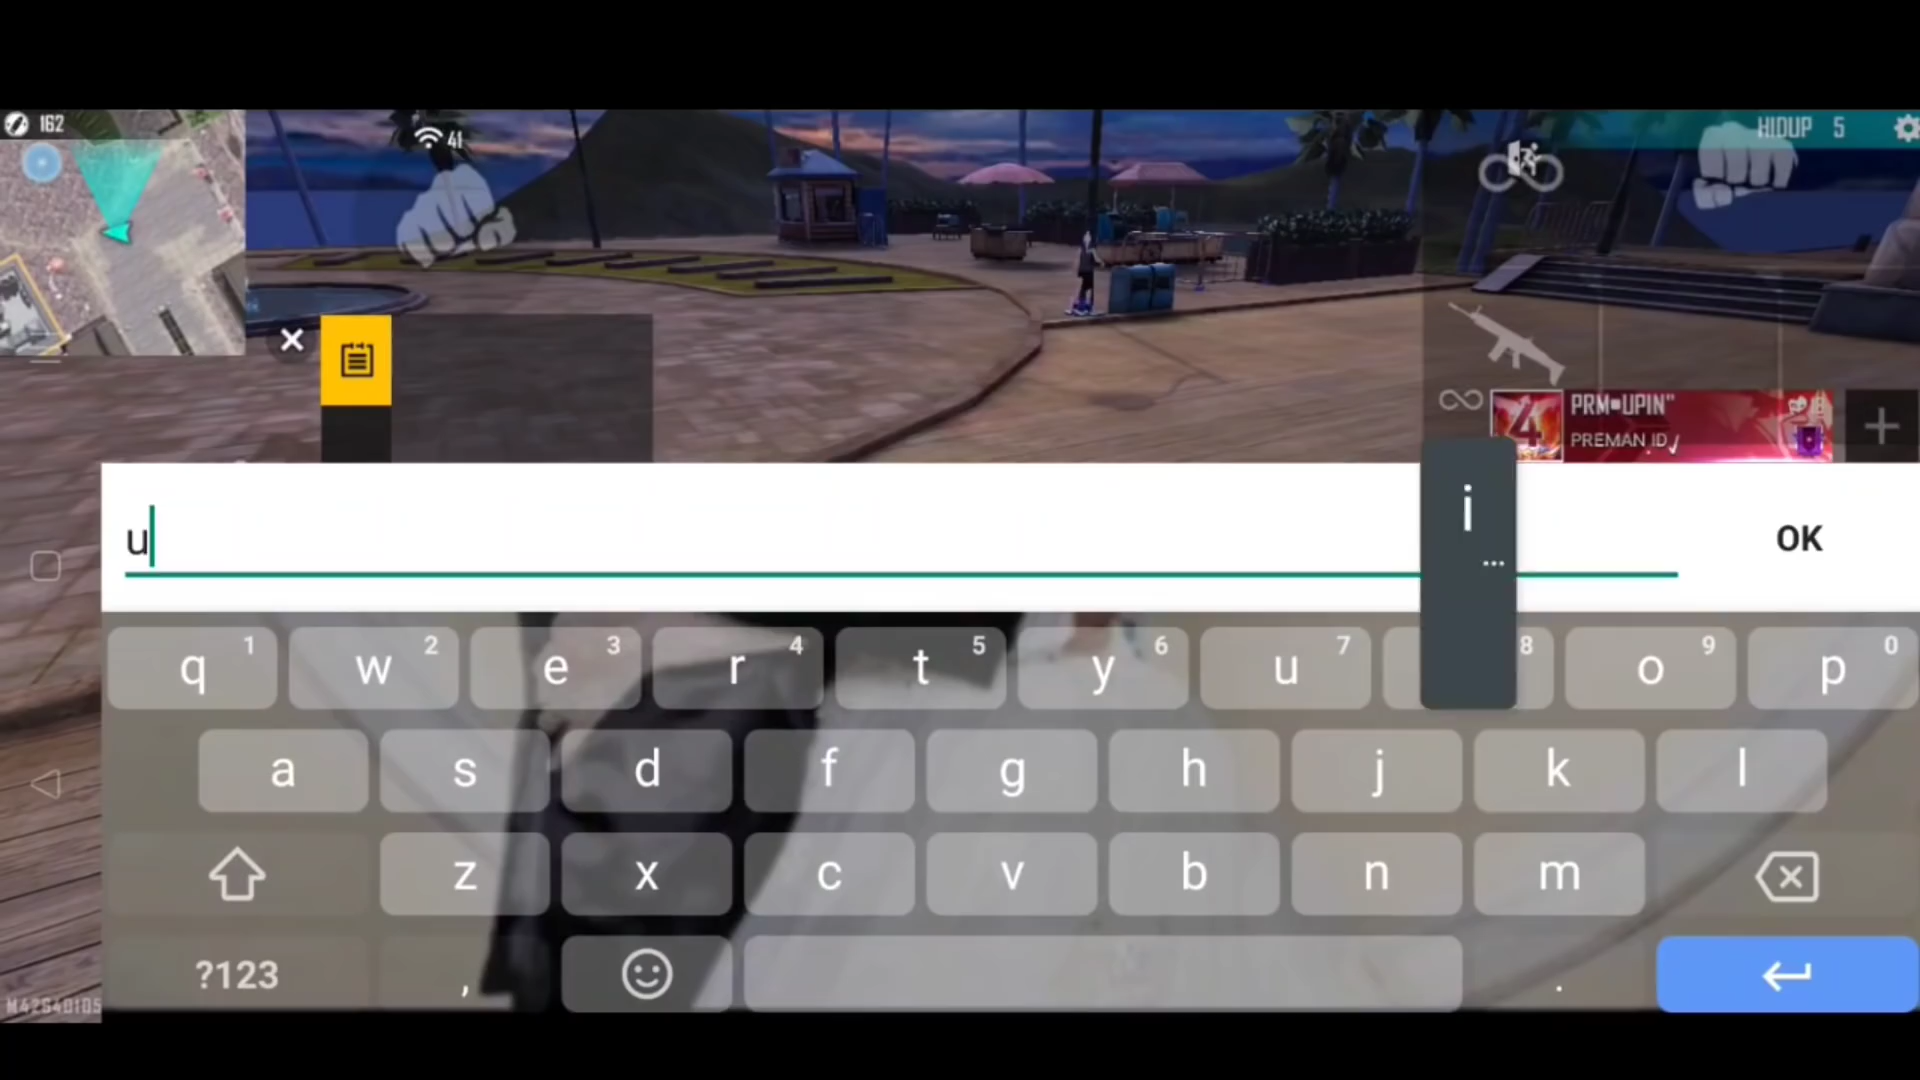 162
41
HIDUP 5
PRM▪UPIN"
PREMAN ID✓
u
i
...
OK
q 1 w 2 e 3 r 4 t 5 y 6 u 7 8 o 9 p 0
a s d f g h j k l
z x c v b n m
?123 , .